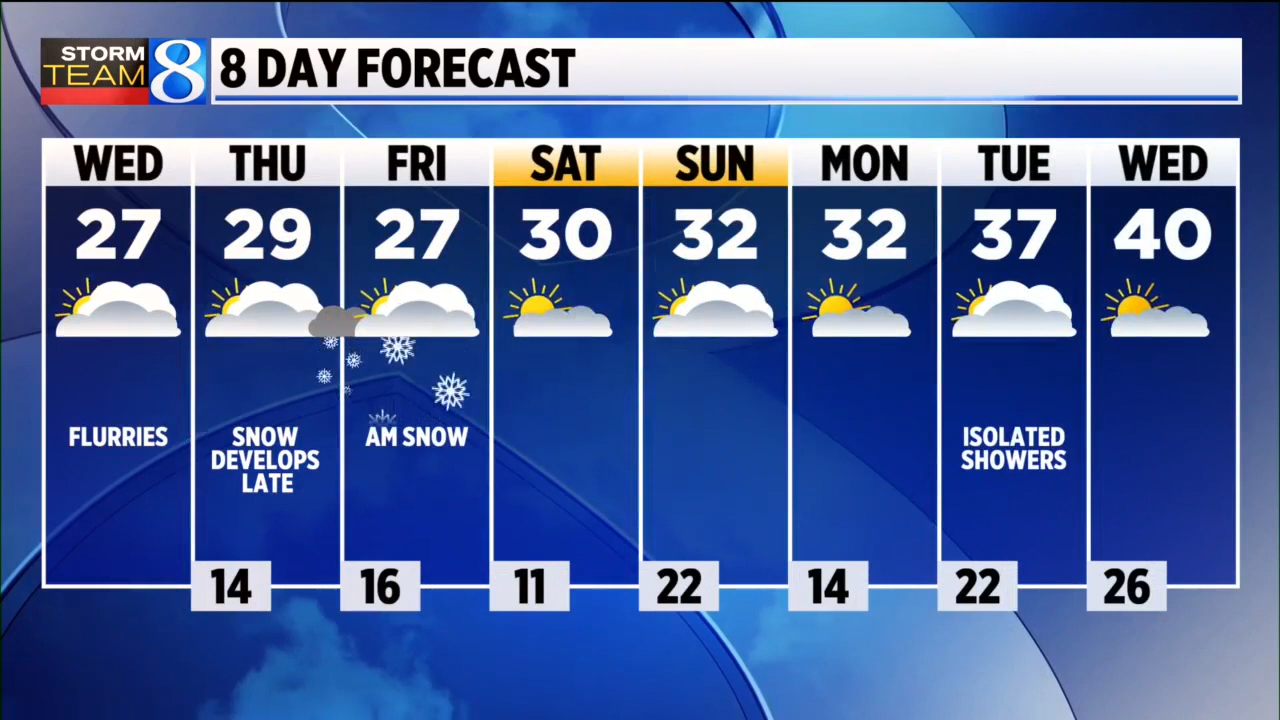 STORM
TEAM
8
8 DAY FORECAST
WED THU FRI SAT SUN MON TUE WED
27 29 27 30 32 32 37 40
FLURRIES
SNOW
DEVELOPS
LATE
AM SNOW
ISOLATED
SHOWERS
14 16 11 22 14 22 26